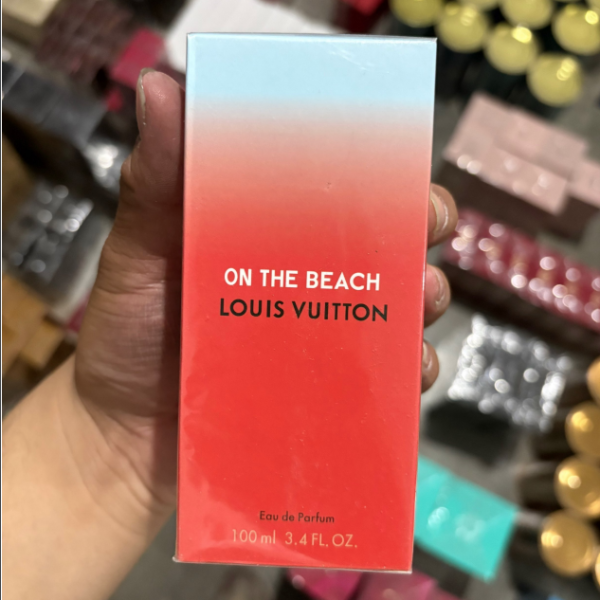 ON THE BEACH
LOUIS VUITTON
Eau de Parfum
100 ml 3.4 FL. OZ.